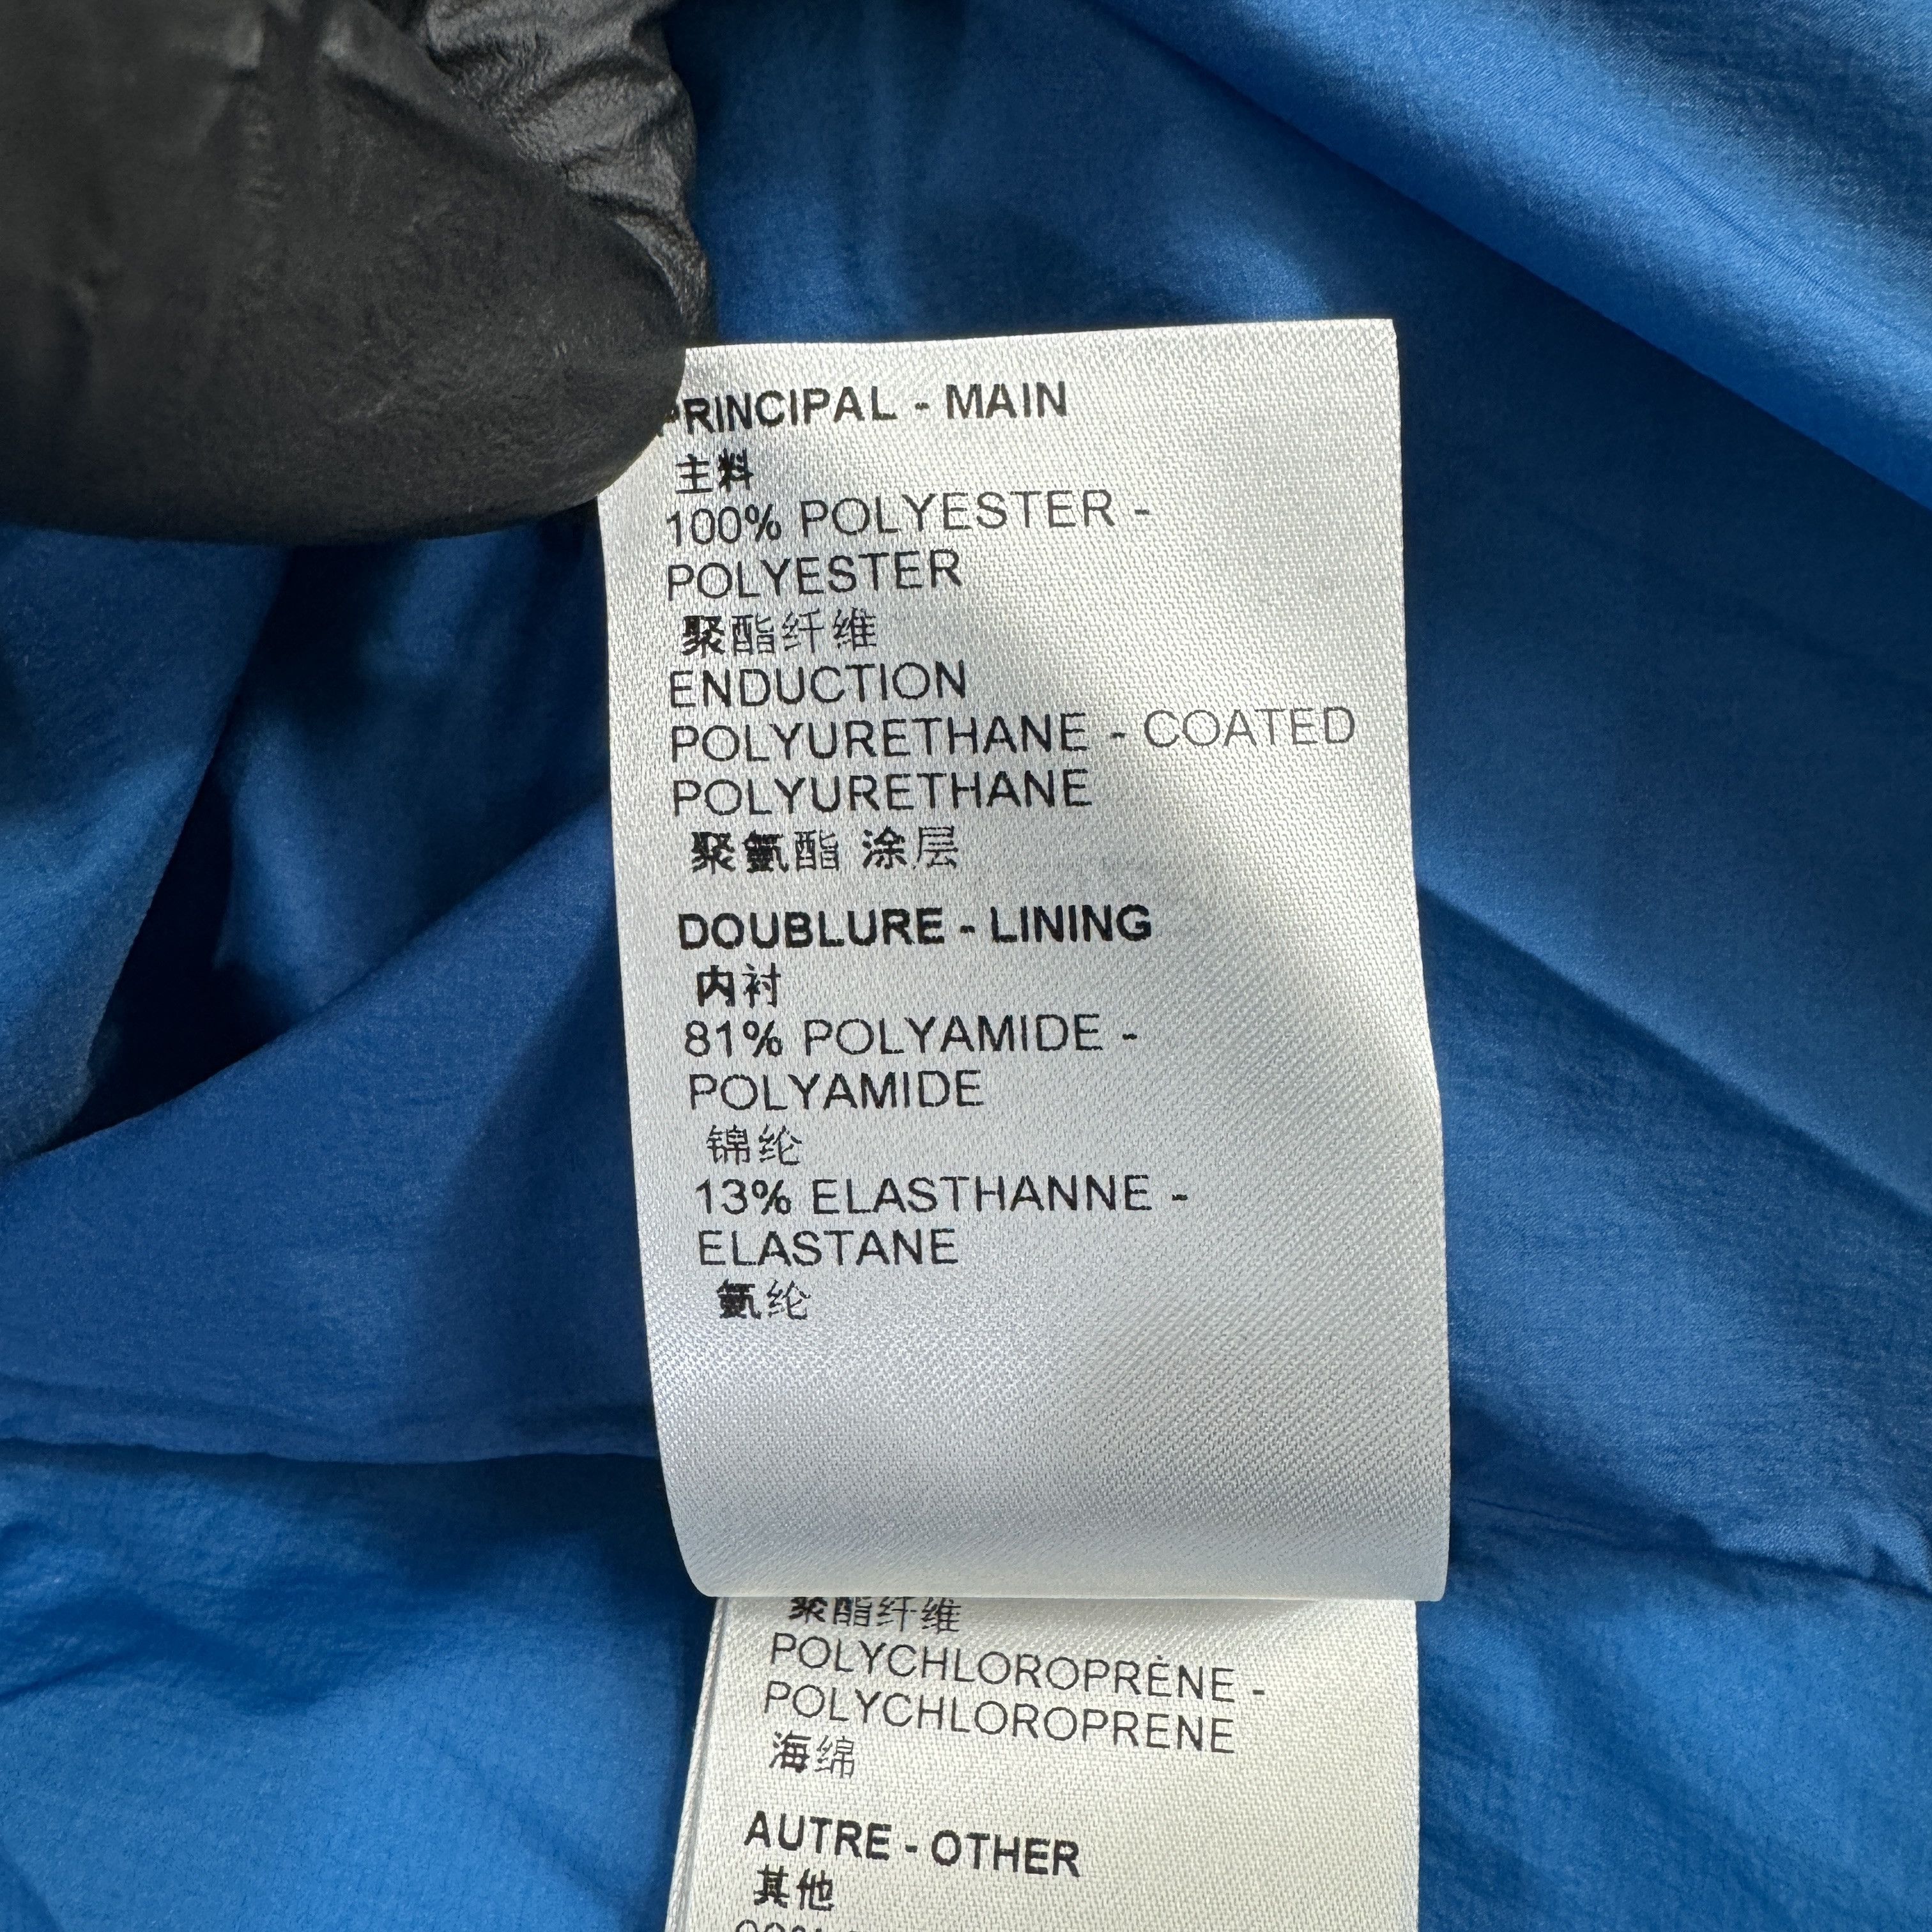 PRINCIPAL - MAIN
主料
100% POLYESTER -
POLYESTER
聚酯纤维
ENDUCTION
POLYURETHANE - COATED
POLYURETHANE
聚氨酯 涂层
DOUBLURE - LINING
内衬
81% POLYAMIDE -
POLYAMIDE
锦纶
13% ELASTHANNE -
ELASTANE
氨纶
聚酯纤维
POLYCHLOROPRÈNE -
POLYCHLOROPRENE
海绵
AUTRE - OTHER
其他